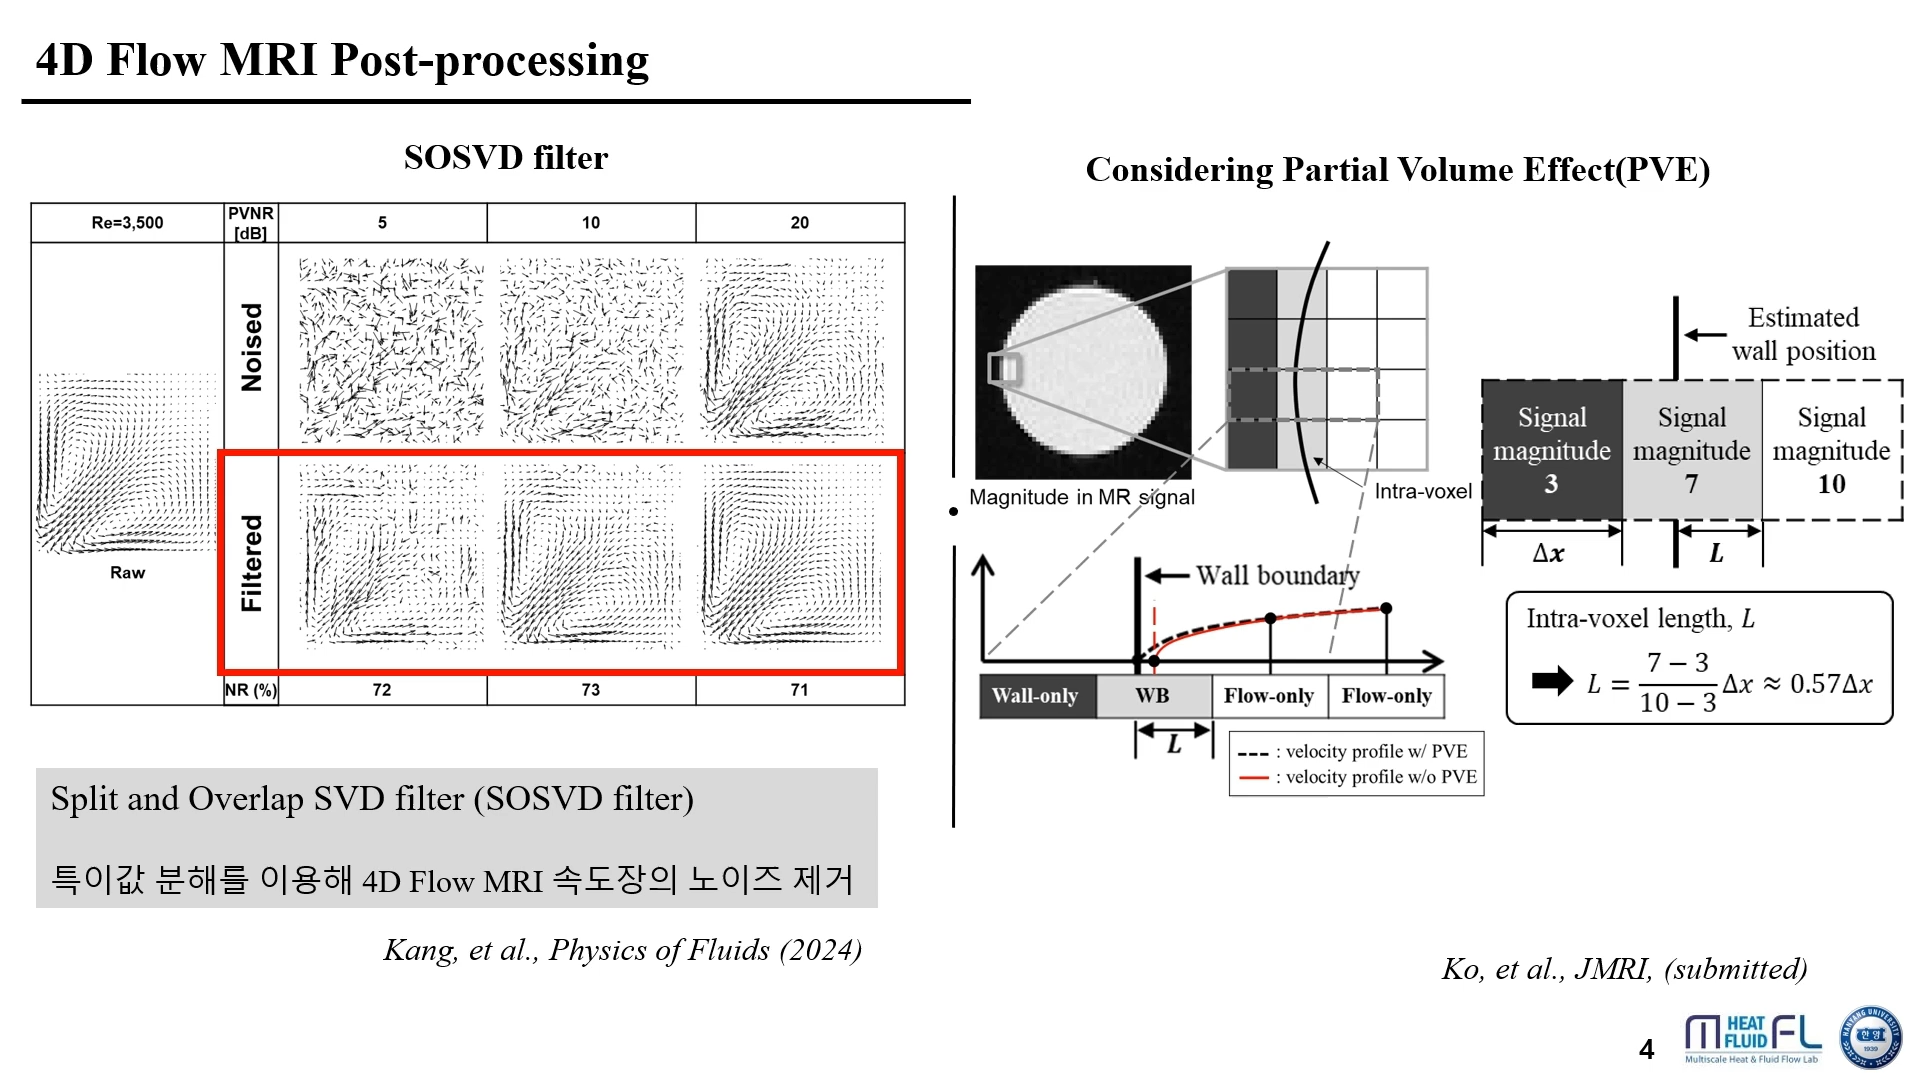 4D Flow MRI Post-processing
SOSVD filter
Re=3,500
PVNR
[dB]
5
10
20
Noised
Filtered
Raw
NR (%)
72
73
71
Split and Overlap SVD filter (SOSVD filter)
특이값 분해를 이용해 4D Flow MRI 속도장의 노이즈 제거
Kang, et al., Physics of Fluids (2024)
Considering Partial Volume Effect(PVE)
Magnitude in MR signal
Intra-voxel
Estimated
wall position
Signal
magnitude
3
Signal
magnitude
7
Signal
magnitude
10
Δx
L
Wall boundary
Wall-only
WB
Flow-only
Flow-only
L
: velocity profile w/ PVE
: velocity profile w/o PVE
Intra-voxel length, L
L = (7 − 3)/(10 − 3) Δx ≈ 0.57Δx
Ko, et al., JMRI, (submitted)
4
M HEAT FLUID FL
Multiscale Heat & Fluid Flow Lab
HANYANG UNIVERSITY
한양
1939